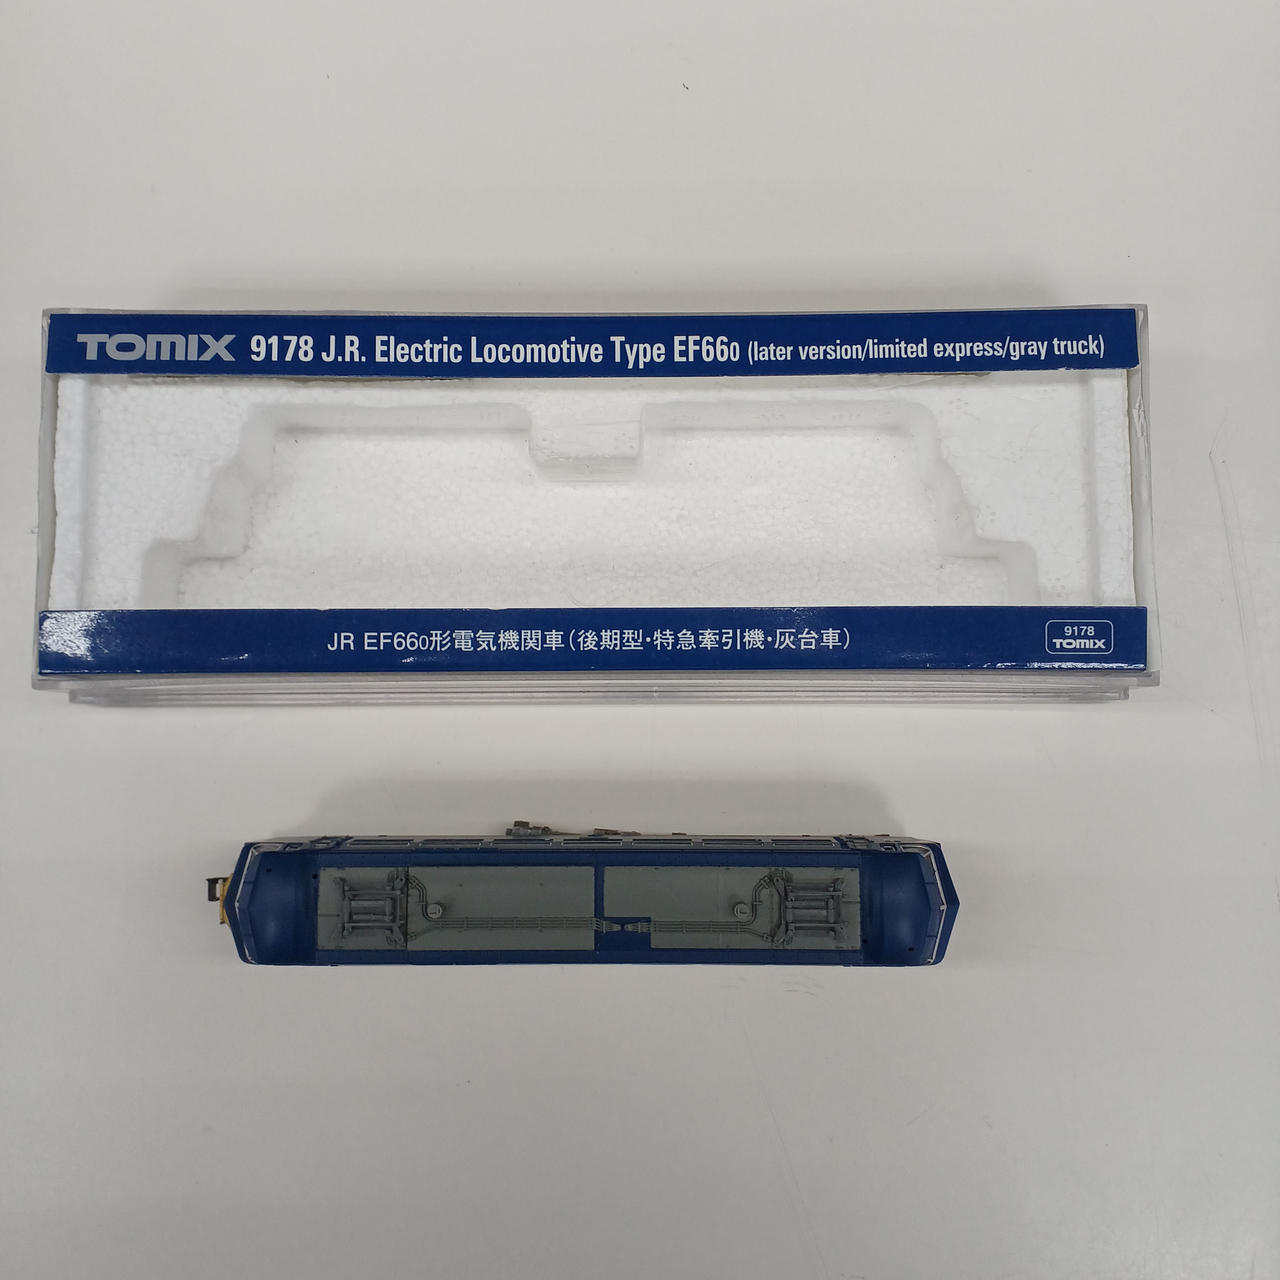 TOMIX 9178 J.R. Electric Locomotive Type EF660 (later version/limited express/gray truck)
JR EF660形電気機関車(後期型・特急牽引機・灰台車)
9178
TOMIX